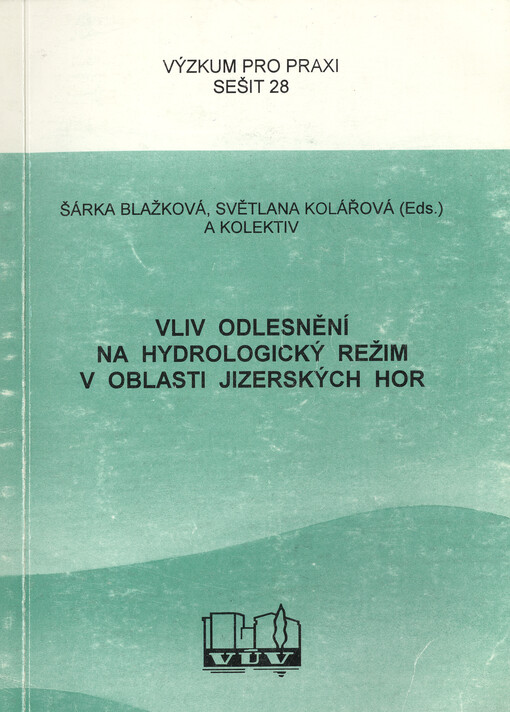 VÝZKUM PRO PRAXI
SEŠIT 28
ŠÁRKA BLAŽKOVÁ, SVĚTLANA KOLÁŘOVÁ (Eds.)
A KOLEKTIV
VLIV ODLESNĚNÍ
NA HYDROLOGICKÝ REŽIM
V OBLASTI JIZERSKÝCH HOR
VÚV